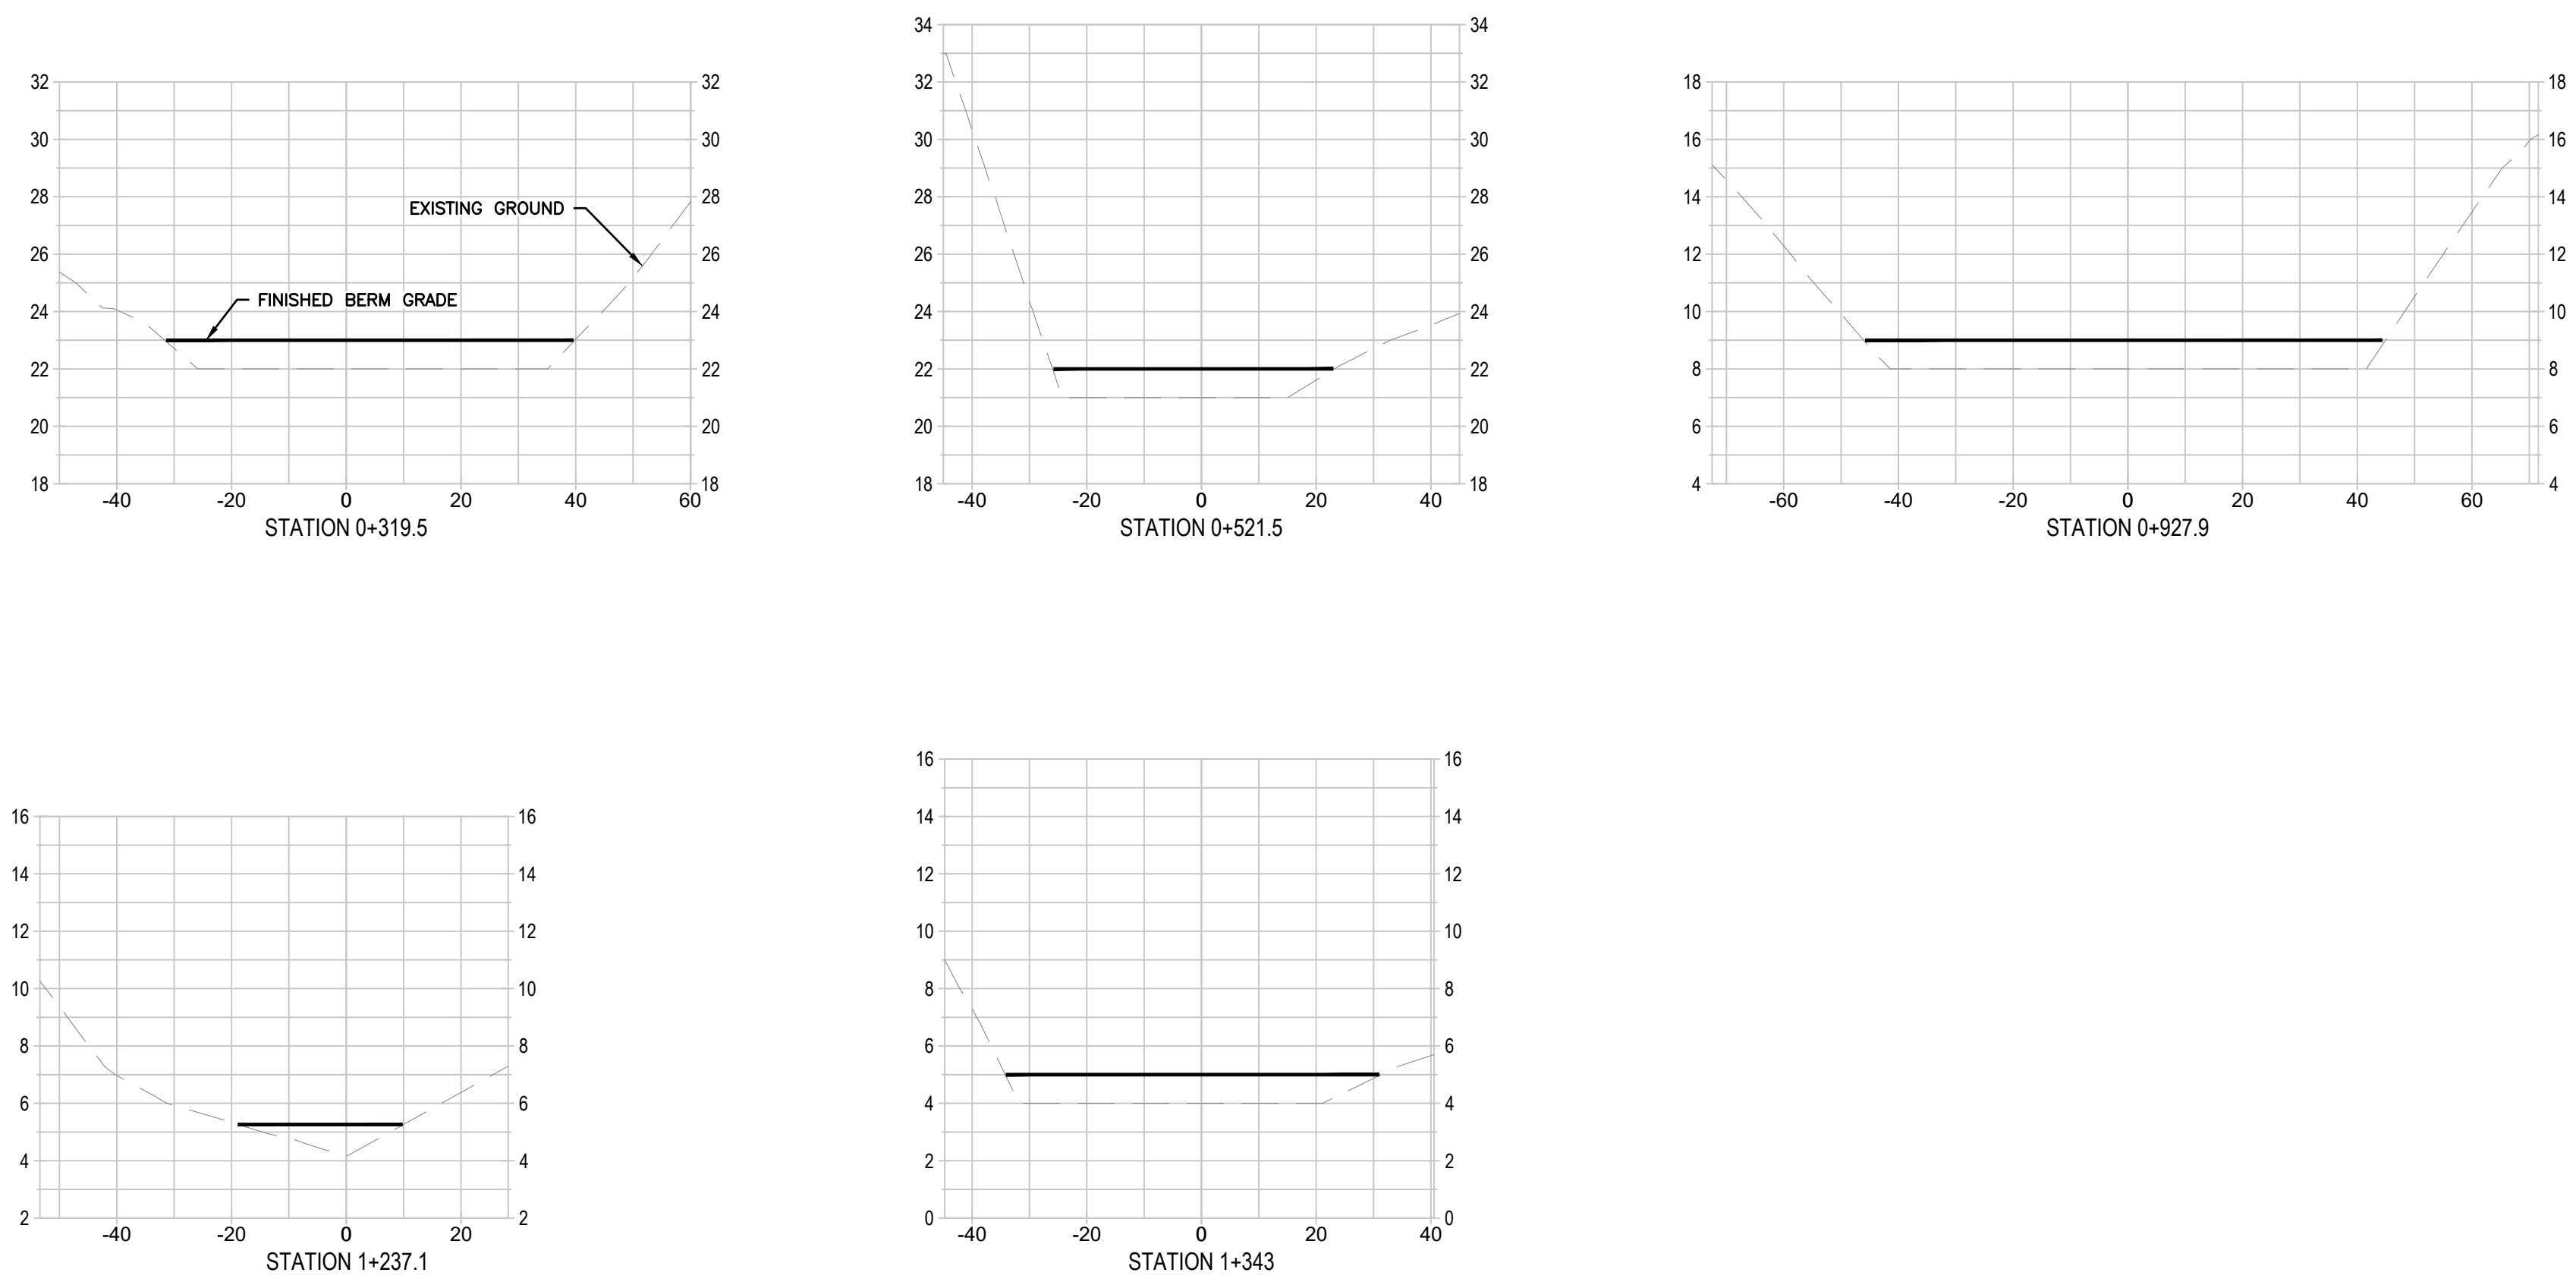 34 34
32 32 32 32 18 18
30 30 30 30 16 16
28 28 28 28 14 14
EXISTING GROUND
26 26 26 26 12 12
FINISHED BERM GRADE
24 24 24 24 10 10
22 22 22 22 8 8
20 20 20 20 6 6
18 18 18 18 4 4
-40 -20 0 20 40 60 -40 -20 0 20 40 -60 -40 -20 0 20 40 60
STATION 0+319.5 STATION 0+521.5 STATION 0+927.9
16 16
16 16 14 14
14 14 12 12
12 12 10 10
10 10 8 8
8 8 6 6
6 6 4 4
4 4 2 2
2 2 0 0
-40 -20 0 20 -40 -20 0 20 40
STATION 1+237.1 STATION 1+343